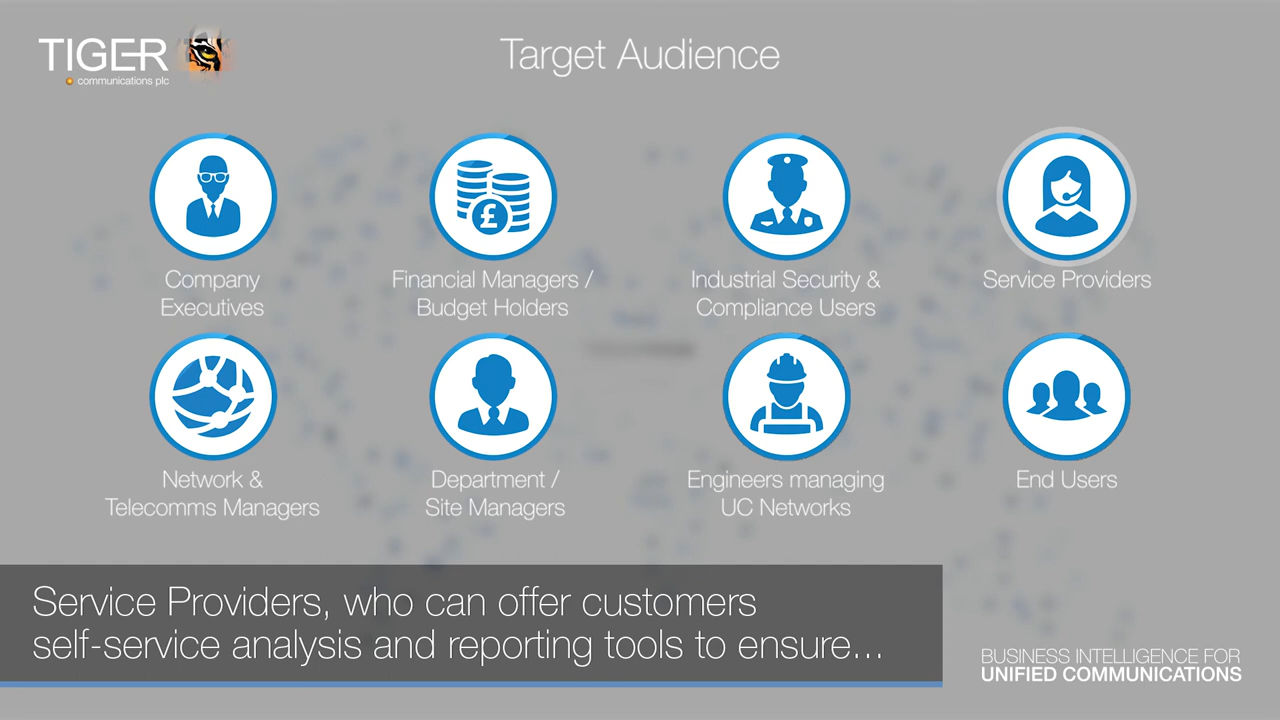 TIGER
communications plc
Target Audience
£
Company
Executives
Financial Managers /
Budget Holders
Industrial Security &
Compliance Users
Service Providers
Network &
Telecomms Managers
Department /
Site Managers
Engineers managing
UC Networks
End Users
Service Providers, who can offer customers
self-service analysis and reporting tools to ensure...
BUSINESS INTELLIGENCE FOR
UNIFIED COMMUNICATIONS